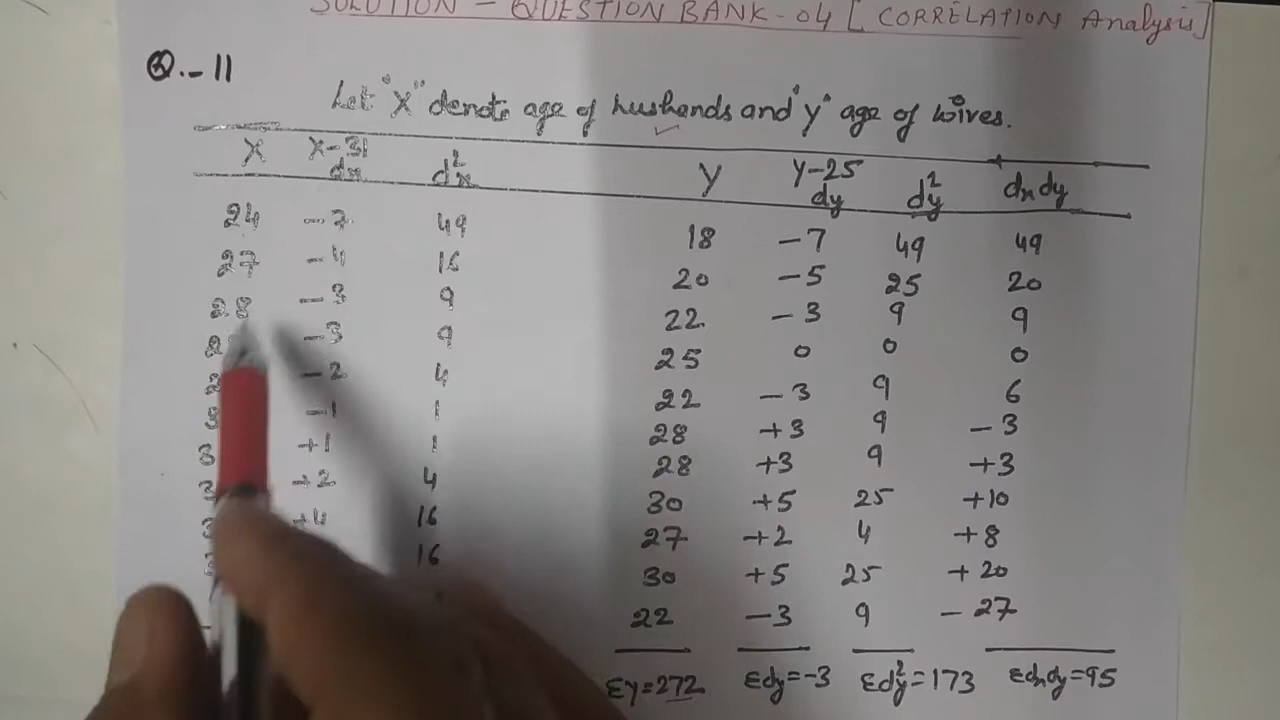 SOLUTION - QUESTION BANK-04 [ CORRELATION Analysis]
Q.-11
Let "X" denote age of husbands and "Y" age of wives.
X X-31 dx d²x Y Y-25 dy d²y dxdy
24 -7 49 18 -7 49 49
27 -4 16 20 -5 25 20
28 -3 9 22 -3 9 9
-3 9 25 0 0 0
-2 4 22 -3 9 6
-1 1 28 +3 9 -3
3 +1 1 28 +3 9 +3
3 +2 4 30 +5 25 +10
+4 16 27 +2 4 +8
16 30 +5 25 +20
22 -3 9 -27
ΣY=272 Σdy=-3 Σd²y=173 Σdxdy=95